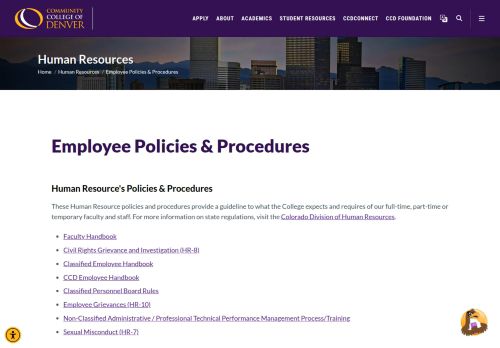 COMMUNITY
COLLEGE OF
DENVER
APPLY ABOUT ACADEMICS STUDENT RESOURCES CCDCONNECT CCD FOUNDATION
Human Resources
Home / Human Resources / Employee Policies & Procedures
Employee Policies & Procedures
Human Resource's Policies & Procedures
These Human Resource policies and procedures provide a guideline to what the College expects and requires of our full-time, part-time or
temporary faculty and staff. For more information on state regulations, visit the Colorado Division of Human Resources.
Faculty Handbook
Civil Rights Grievance and Investigation (HR-8)
Classified Employee Handbook
CCD Employee Handbook
Classified Personnel Board Rules
Employee Grievances (HR-10)
Non-Classified Administrative / Professional Technical Performance Management Process/Training
Sexual Misconduct (HR-7)